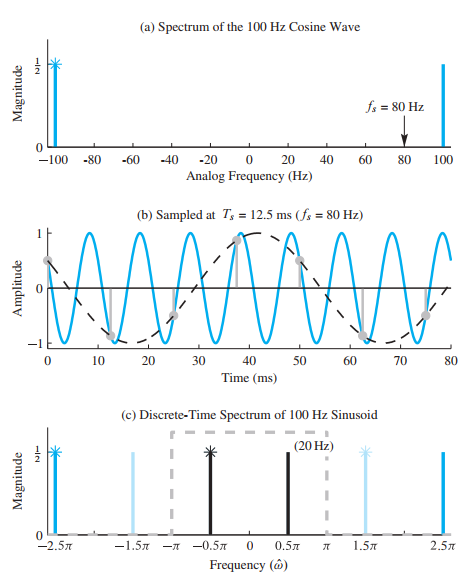 (a) Spectrum of the 100 Hz Cosine Wave
Magnitude
1/2
0
fs = 80 Hz
−100 -80 -60 -40 -20 0 20 40 60 80 100
Analog Frequency (Hz)
(b) Sampled at Ts = 12.5 ms (fs = 80 Hz)
Amplitude
1
0
−1
0 10 20 30 40 50 60 70 80
Time (ms)
(c) Discrete-Time Spectrum of 100 Hz Sinusoid
Magnitude
1/2
0
(20 Hz)
−2.5π −1.5π −π −0.5π 0 0.5π π 1.5π 2.5π
Frequency (ω̂)